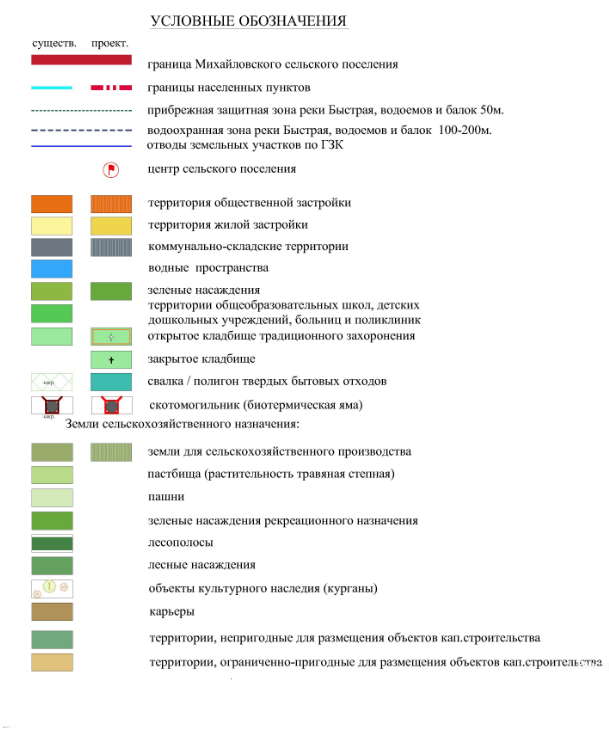 УСЛОВНЫЕ ОБОЗНАЧЕНИЯ
существ. проект.
граница Михайловского сельского поселения
границы населенных пунктов
прибрежная защитная зона реки Быстрая, водоемов и балок 50м.
водоохранная зона реки Быстрая, водоемов и балок 100-200м.
отводы земельных участков по ГЗК
центр сельского поселения
территория общественной застройки
территория жилой застройки
коммунально-складские территории
водные пространства
зеленые насаждения
территории общеобразовательных школ, детских
дошкольных учреждений, больниц и поликлиник
открытое кладбище традиционного захоронения
закрытое кладбище
свалка / полигон твердых бытовых отходов
скотомогильник (биотермическая яма)
Земли сельскохозяйственного назначения:
земли для сельскохозяйственного производства
пастбища (растительность травяная степная)
пашни
зеленые насаждения рекреационного назначения
лесополосы
лесные насаждения
объекты культурного наследия (курганы)
карьеры
территории, непригодные для размещения объектов кап.строительства
территории, ограниченно-пригодные для размещения объектов кап.строительства